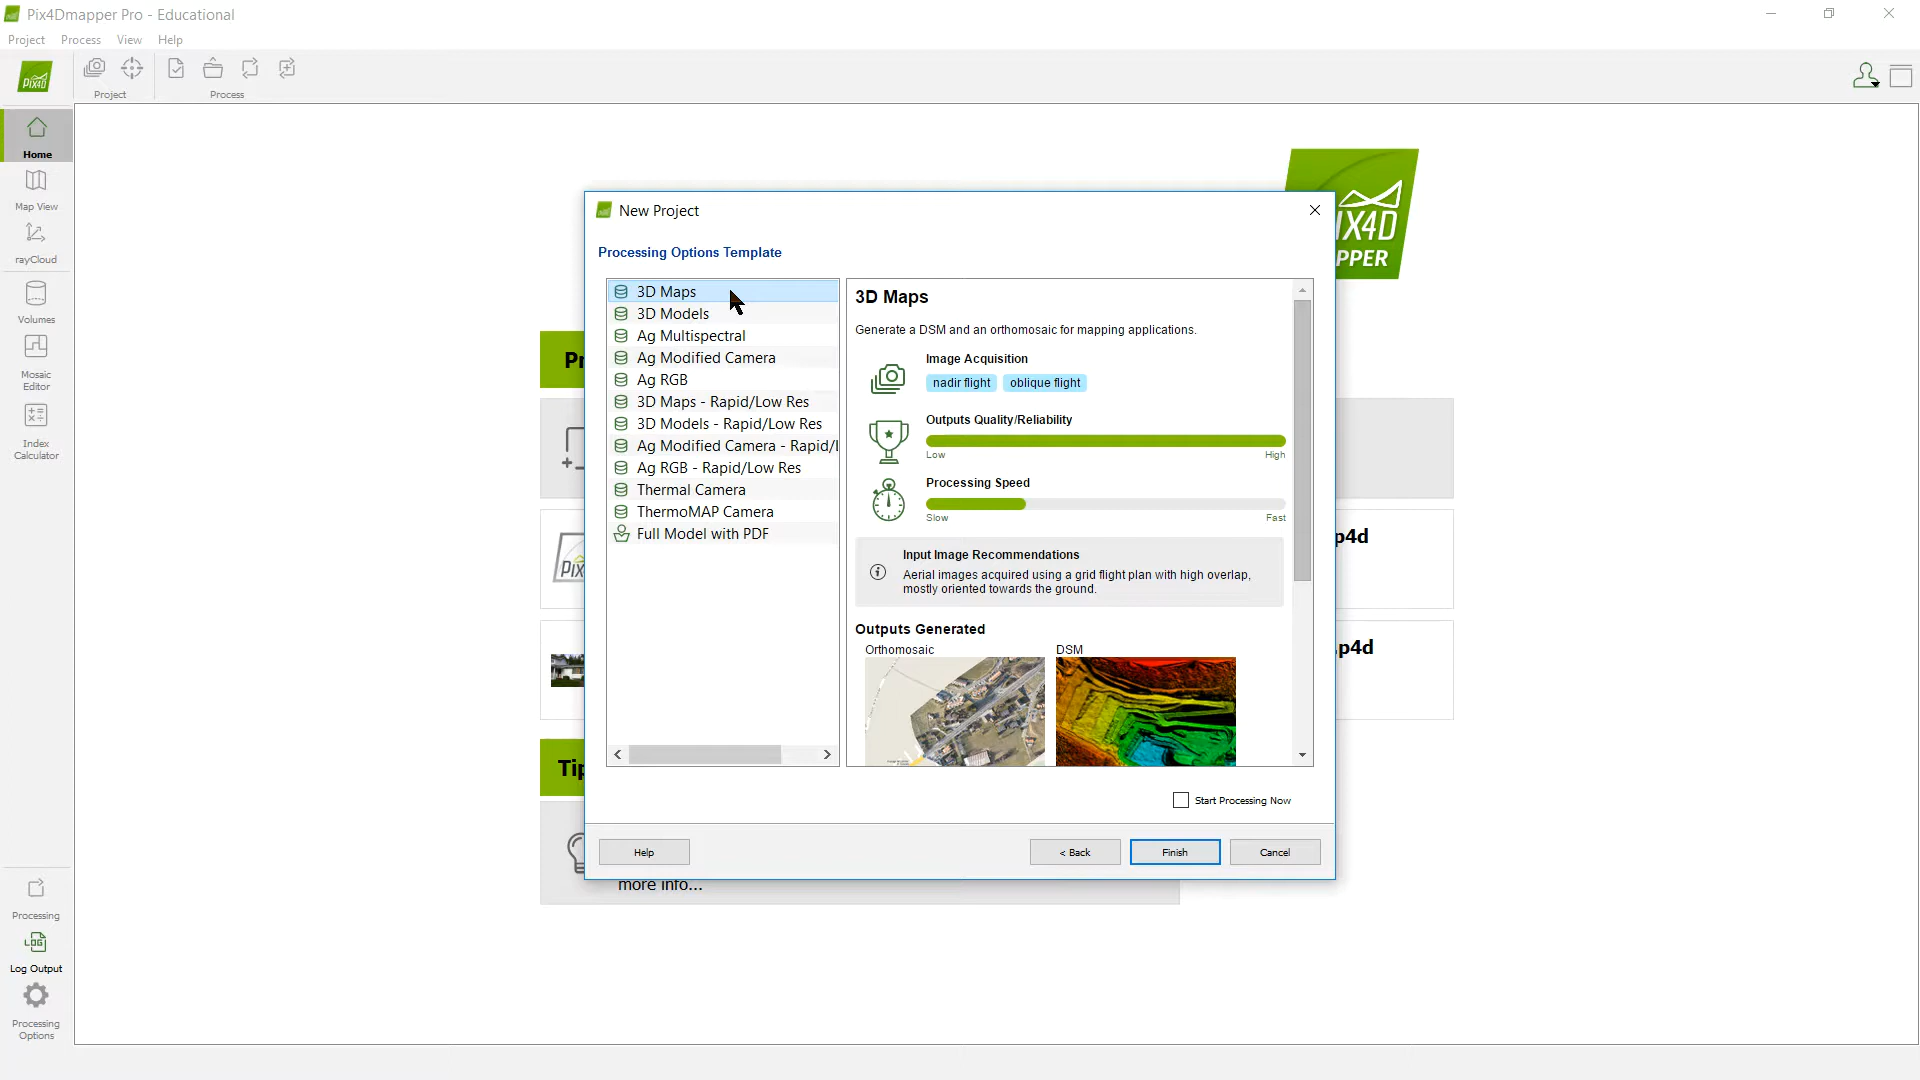 Pix4Dmapper Pro - Educational
Project Process View Help
PIX4D
Project
Process
Home
Map View
rayCloud
Volumes
Mosaic
Editor
Index
Calculator
Processing
Log Output
Processing
Options
New Project
Processing Options Template
3D Maps
3D Models
Ag Multispectral
Ag Modified Camera
Ag RGB
3D Maps - Rapid/Low Res
3D Models - Rapid/Low Res
Ag Modified Camera - Rapid/
Ag RGB - Rapid/Low Res
Thermal Camera
ThermoMAP Camera
Full Model with PDF
3D Maps
Generate a DSM and an orthomosaic for mapping applications.
Image Acquisition
nadir flight oblique flight
Outputs Quality/Reliability
Low High
Processing Speed
Slow Fast
Input Image Recommendations
Aerial images acquired using a grid flight plan with high overlap,
mostly oriented towards the ground.
Outputs Generated
Orthomosaic DSM
Start Processing Now
Help < Back Finish Cancel
IX4D
PPER
p4d
.p4d
more info...